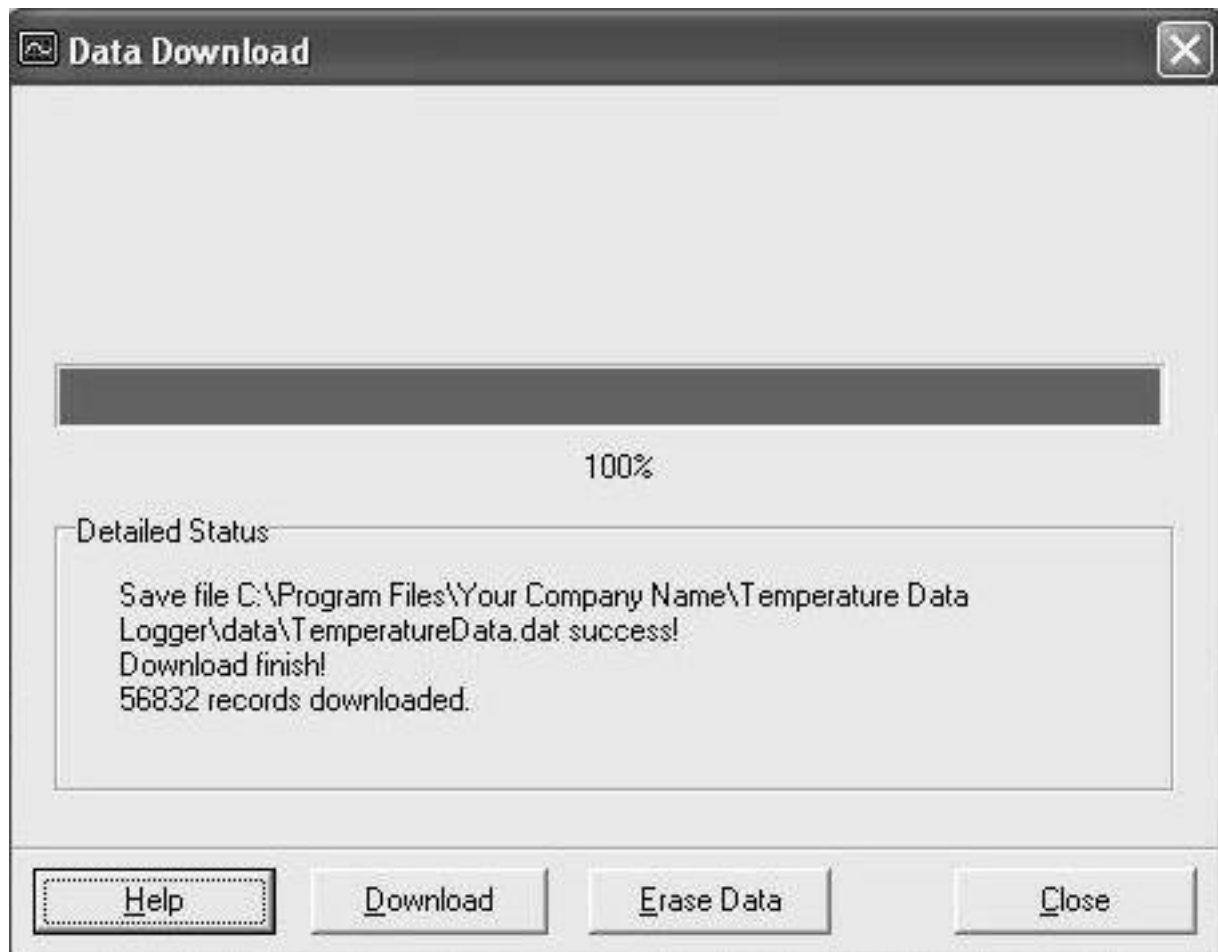 Data Download
100%
Detailed Status
Save file C:\Program Files\Your Company Name\Temperature Data
Logger\data\TemperatureData.dat success!
Download finish!
56832 records downloaded.
Help Download Erase Data Close